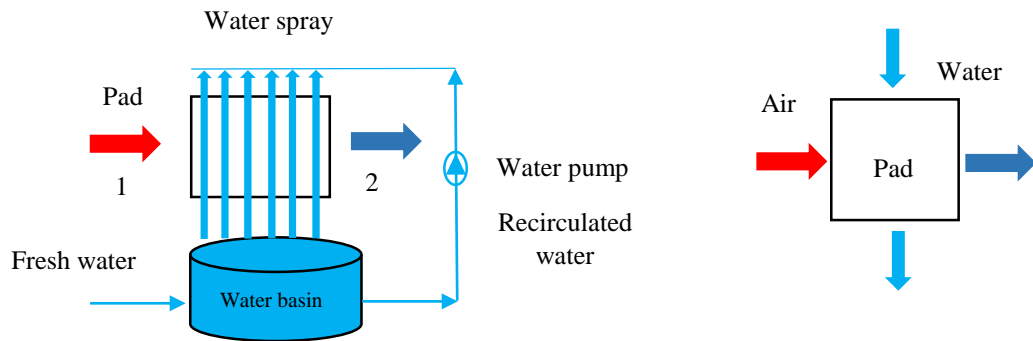 Water spray
Pad
1
2
Water pump
Recirculated
water
Fresh water
Water basin
Water
Air
Pad